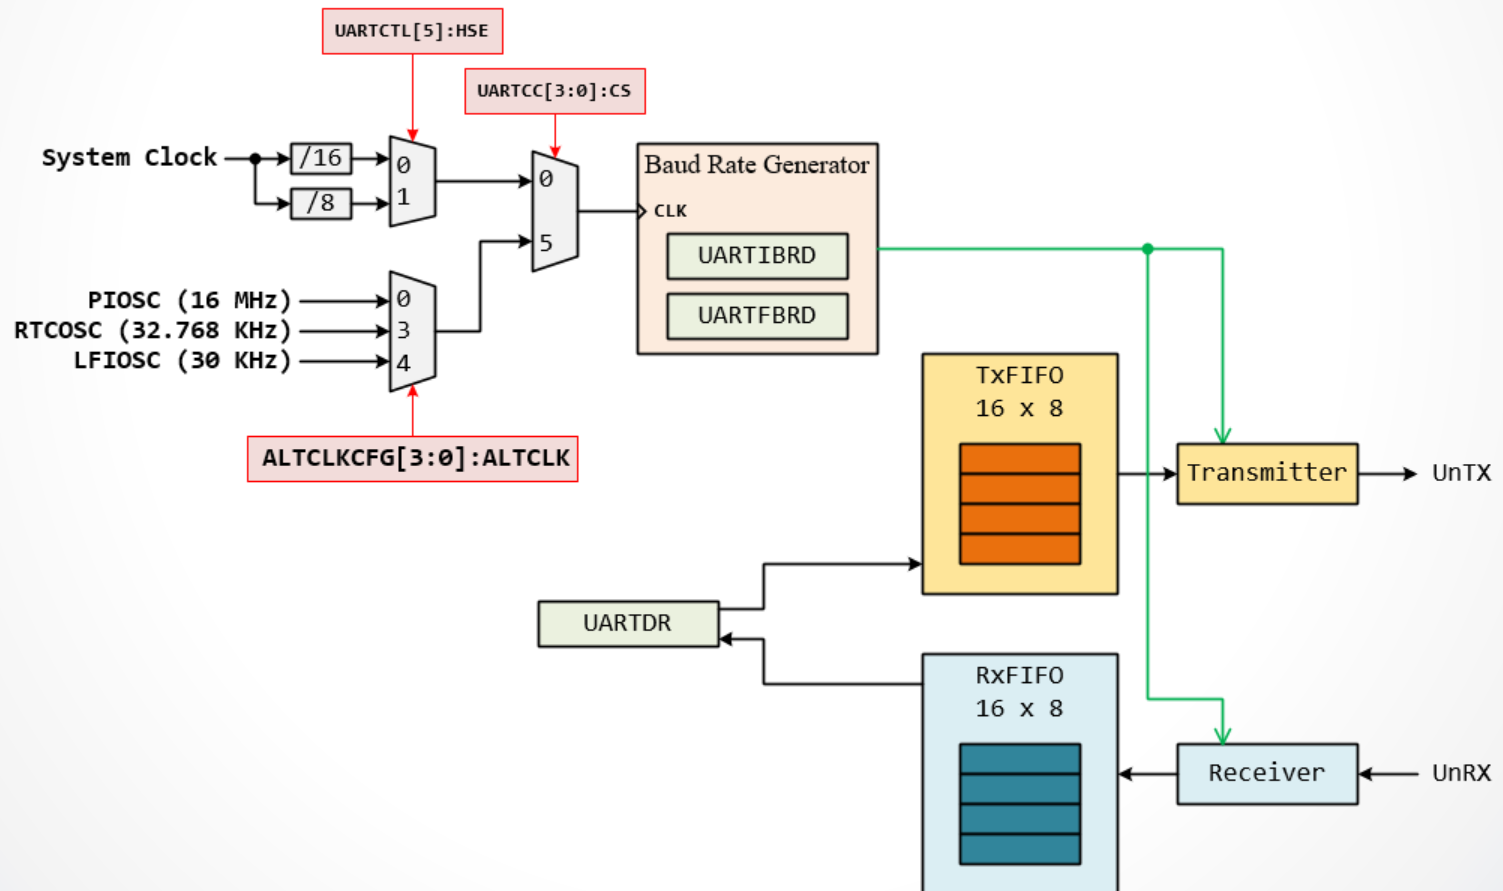 UARTCTL[5]:HSE
UARTCC[3:0]:CS
System Clock
/16
/8
0
1
0
5
Baud Rate Generator
CLK
UARTIBRD
UARTFBRD
PIOSC (16 MHz)
RTCOSC (32.768 KHz)
LFIOSC (30 KHz)
0
3
4
ALTCLKCFG[3:0]:ALTCLK
TxFIFO
16 x 8
Transmitter
UnTX
UARTDR
RxFIFO
16 x 8
Receiver
UnRX